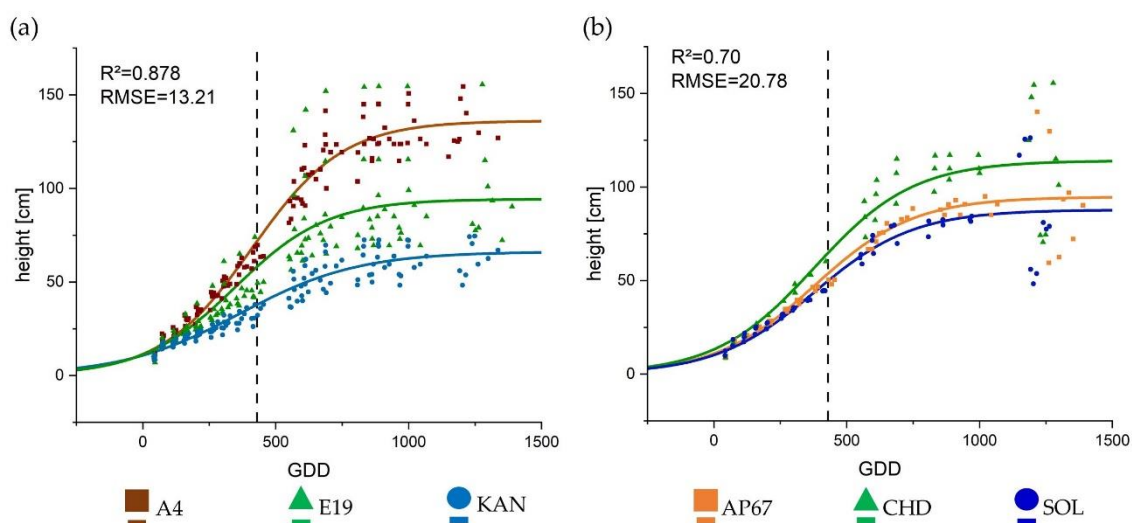 (a)
R²=0.878
RMSE=13.21
150
100
50
0
height [cm]
0 500 1000 1500
GDD
A4 E19 KAN
(b)
R²=0.70
RMSE=20.78
150
100
50
0
height [cm]
0 500 1000 1500
GDD
AP67 CHD SOL